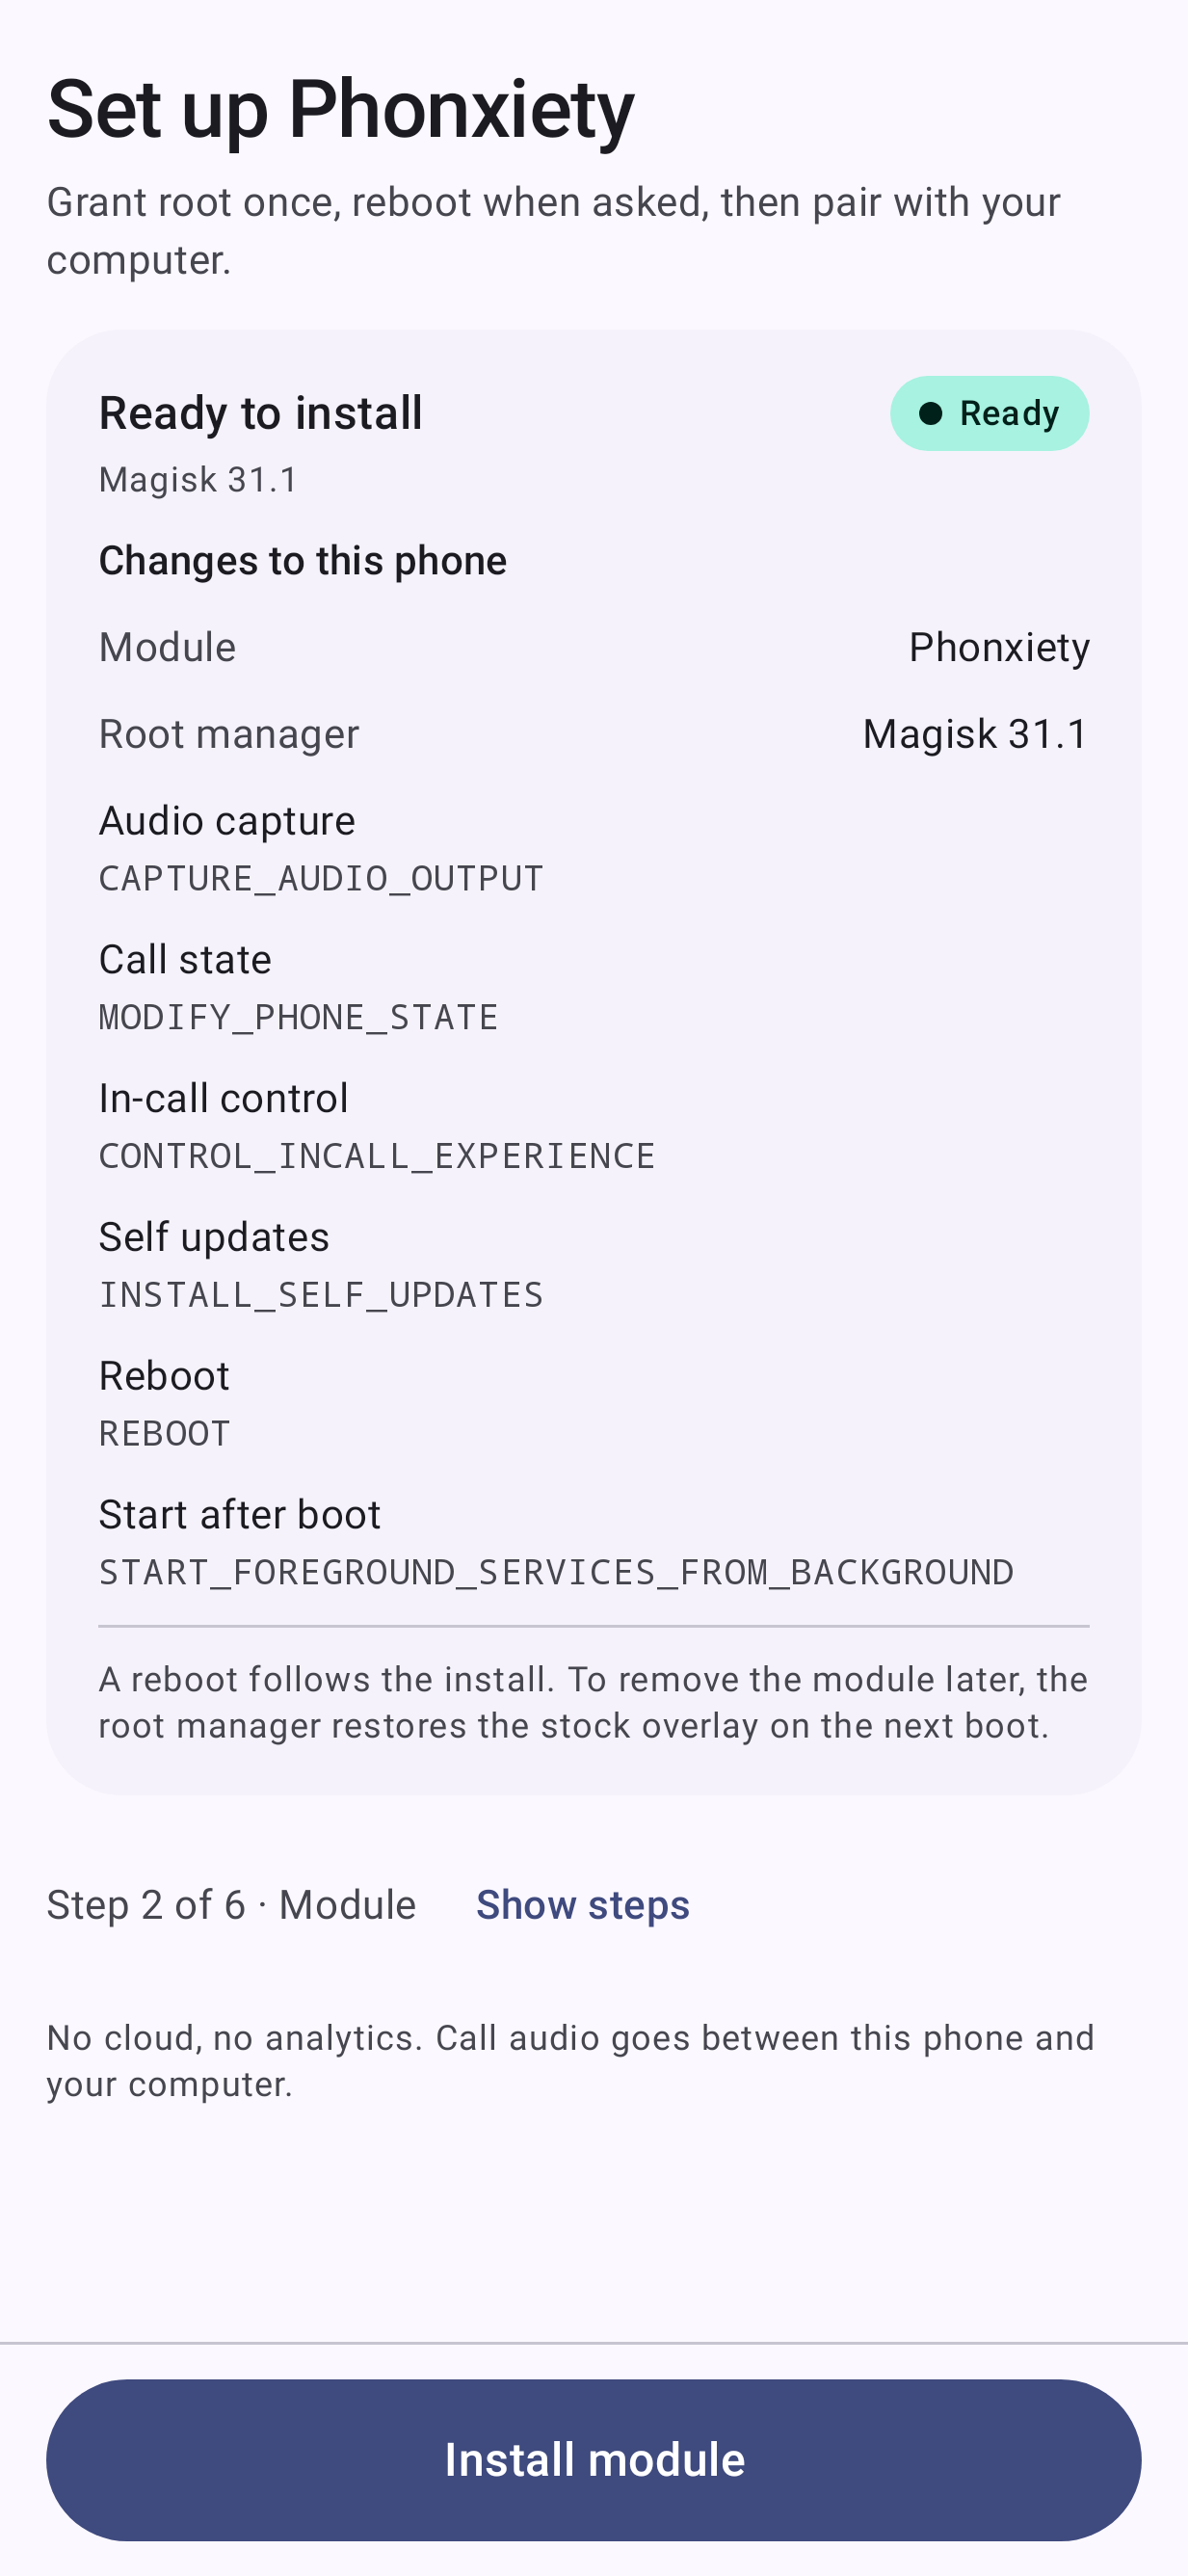 Set up Phonxiety
Grant root once, reboot when asked, then pair with your
computer.
Ready to install
Ready
Magisk 31.1
Changes to this phone
Module Phonxiety
Root manager Magisk 31.1
Audio capture
CAPTURE_AUDIO_OUTPUT
Call state
MODIFY_PHONE_STATE
In-call control
CONTROL_INCALL_EXPERIENCE
Self updates
INSTALL_SELF_UPDATES
Reboot
REBOOT
Start after boot
START_FOREGROUND_SERVICES_FROM_BACKGROUND
A reboot follows the install. To remove the module later, the
root manager restores the stock overlay on the next boot.
Step 2 of 6 · Module Show steps
No cloud, no analytics. Call audio goes between this phone and
your computer.
Install module